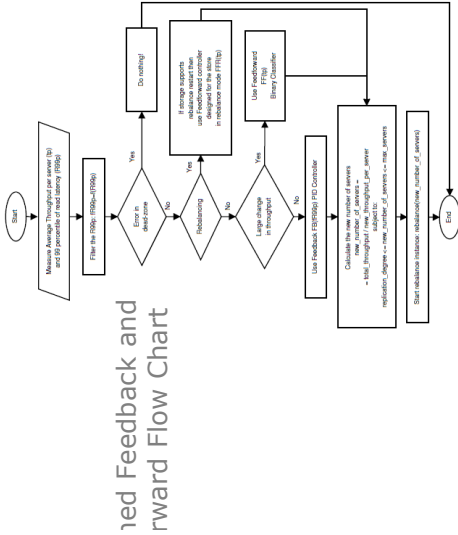 Start
Measure Average Throughput per server (tp)
and 99 percentile of read latency (R99p)
Filter the R99p: fR99p=f(R99p)
Error in
dead-zone
Yes
Do nothing!
No
Rebalancing
Yes
If storage supports
rebalance restart then
use Feedforward controller
designed for the store
in rebalance mode FFR(tp)
No
Large change
in throughput
Yes
Use Feedforward
FF(tp)
Binary Classifier
No
Use Feedback FB(fR99p) PID Controller
Calculate the new number of servers
new_number_of_servers =
= total_throughput / new_throughput_per_server
subject to:
replication_degree <= new_number_of_servers <= max_servers
Start rebalance instance: rebalance(new_number_of_servers)
End
ned Feedback and
rward Flow Chart